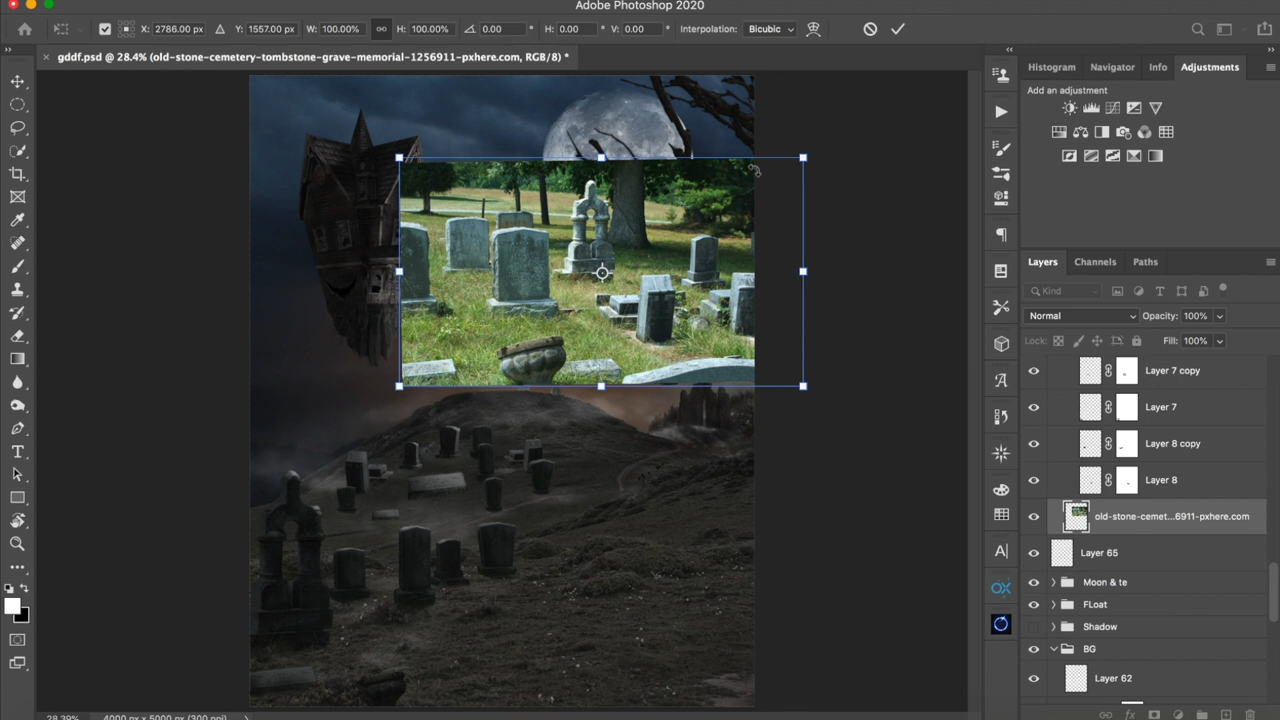 Adobe Photoshop 2020
X: 2786.00 px Y: 1557.00 px W: 100.00% H: 100.00% 0.00 ° H: 0.00 ° V: 0.00 ° Interpolation: Bicubic
gddf.psd @ 28.4% (old-stone-cemetery-tombstone-grave-memorial-1256911-pxhere.com, RGB/8) *
Histogram Navigator Info Adjustments
Add an adjustment
Layers Channels Paths
Kind
Normal Opacity: 100%
Lock: Fill: 100%
Layer 7 copy
Layer 7
Layer 8 copy
Layer 8
old-stone-cemet...6911-pxhere.com
Layer 65
Moon & te
FLoat
Shadow
BG
Layer 62
28.39% 4000 px x 5000 px (300 ppi)